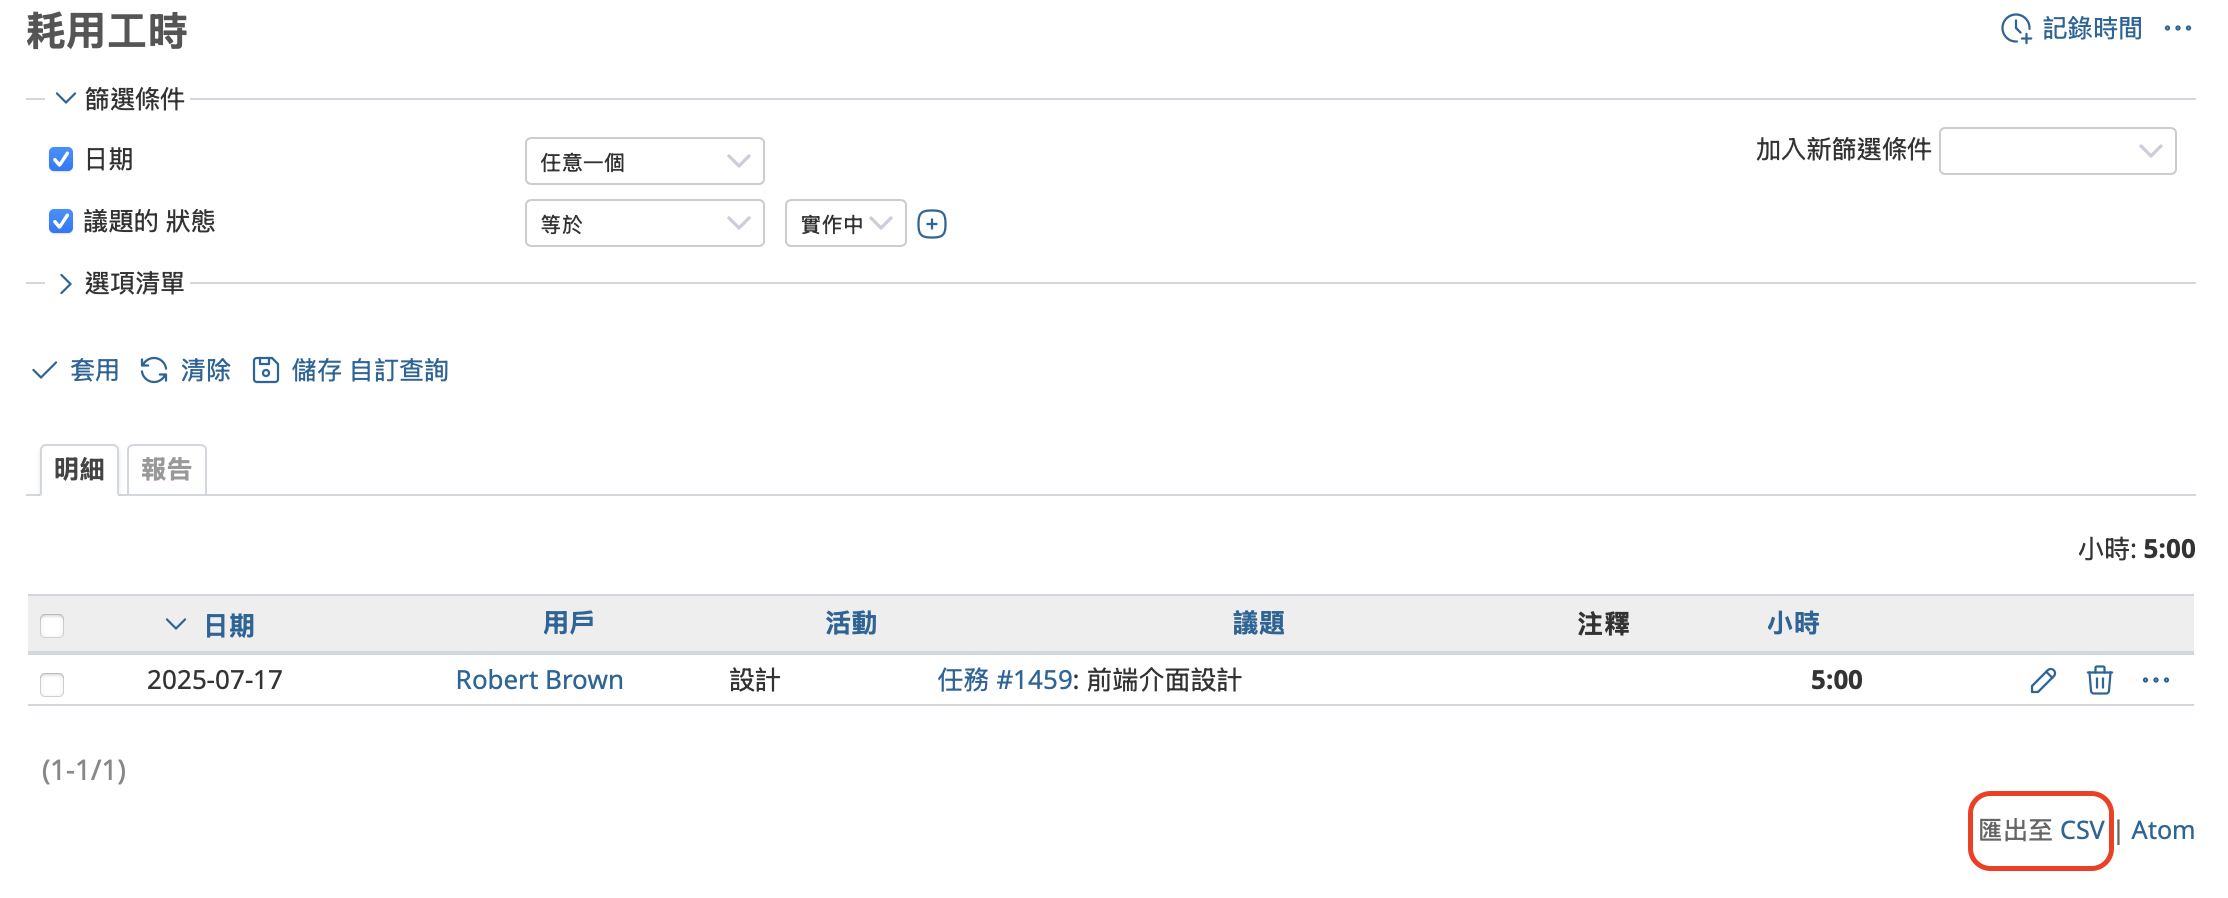 耗用工時
記錄時間 ···
篩選條件
日期 任意一個 加入新篩選條件
議題的 狀態 等於 實作中
選項清單
套用 清除 儲存 自訂查詢
明細 報告
小時: 5:00
日期 用戶 活動 議題 注釋 小時
2025-07-17 Robert Brown 設計 任務 #1459: 前端介面設計 5:00 ···
(1-1/1)
匯出至 CSV | Atom